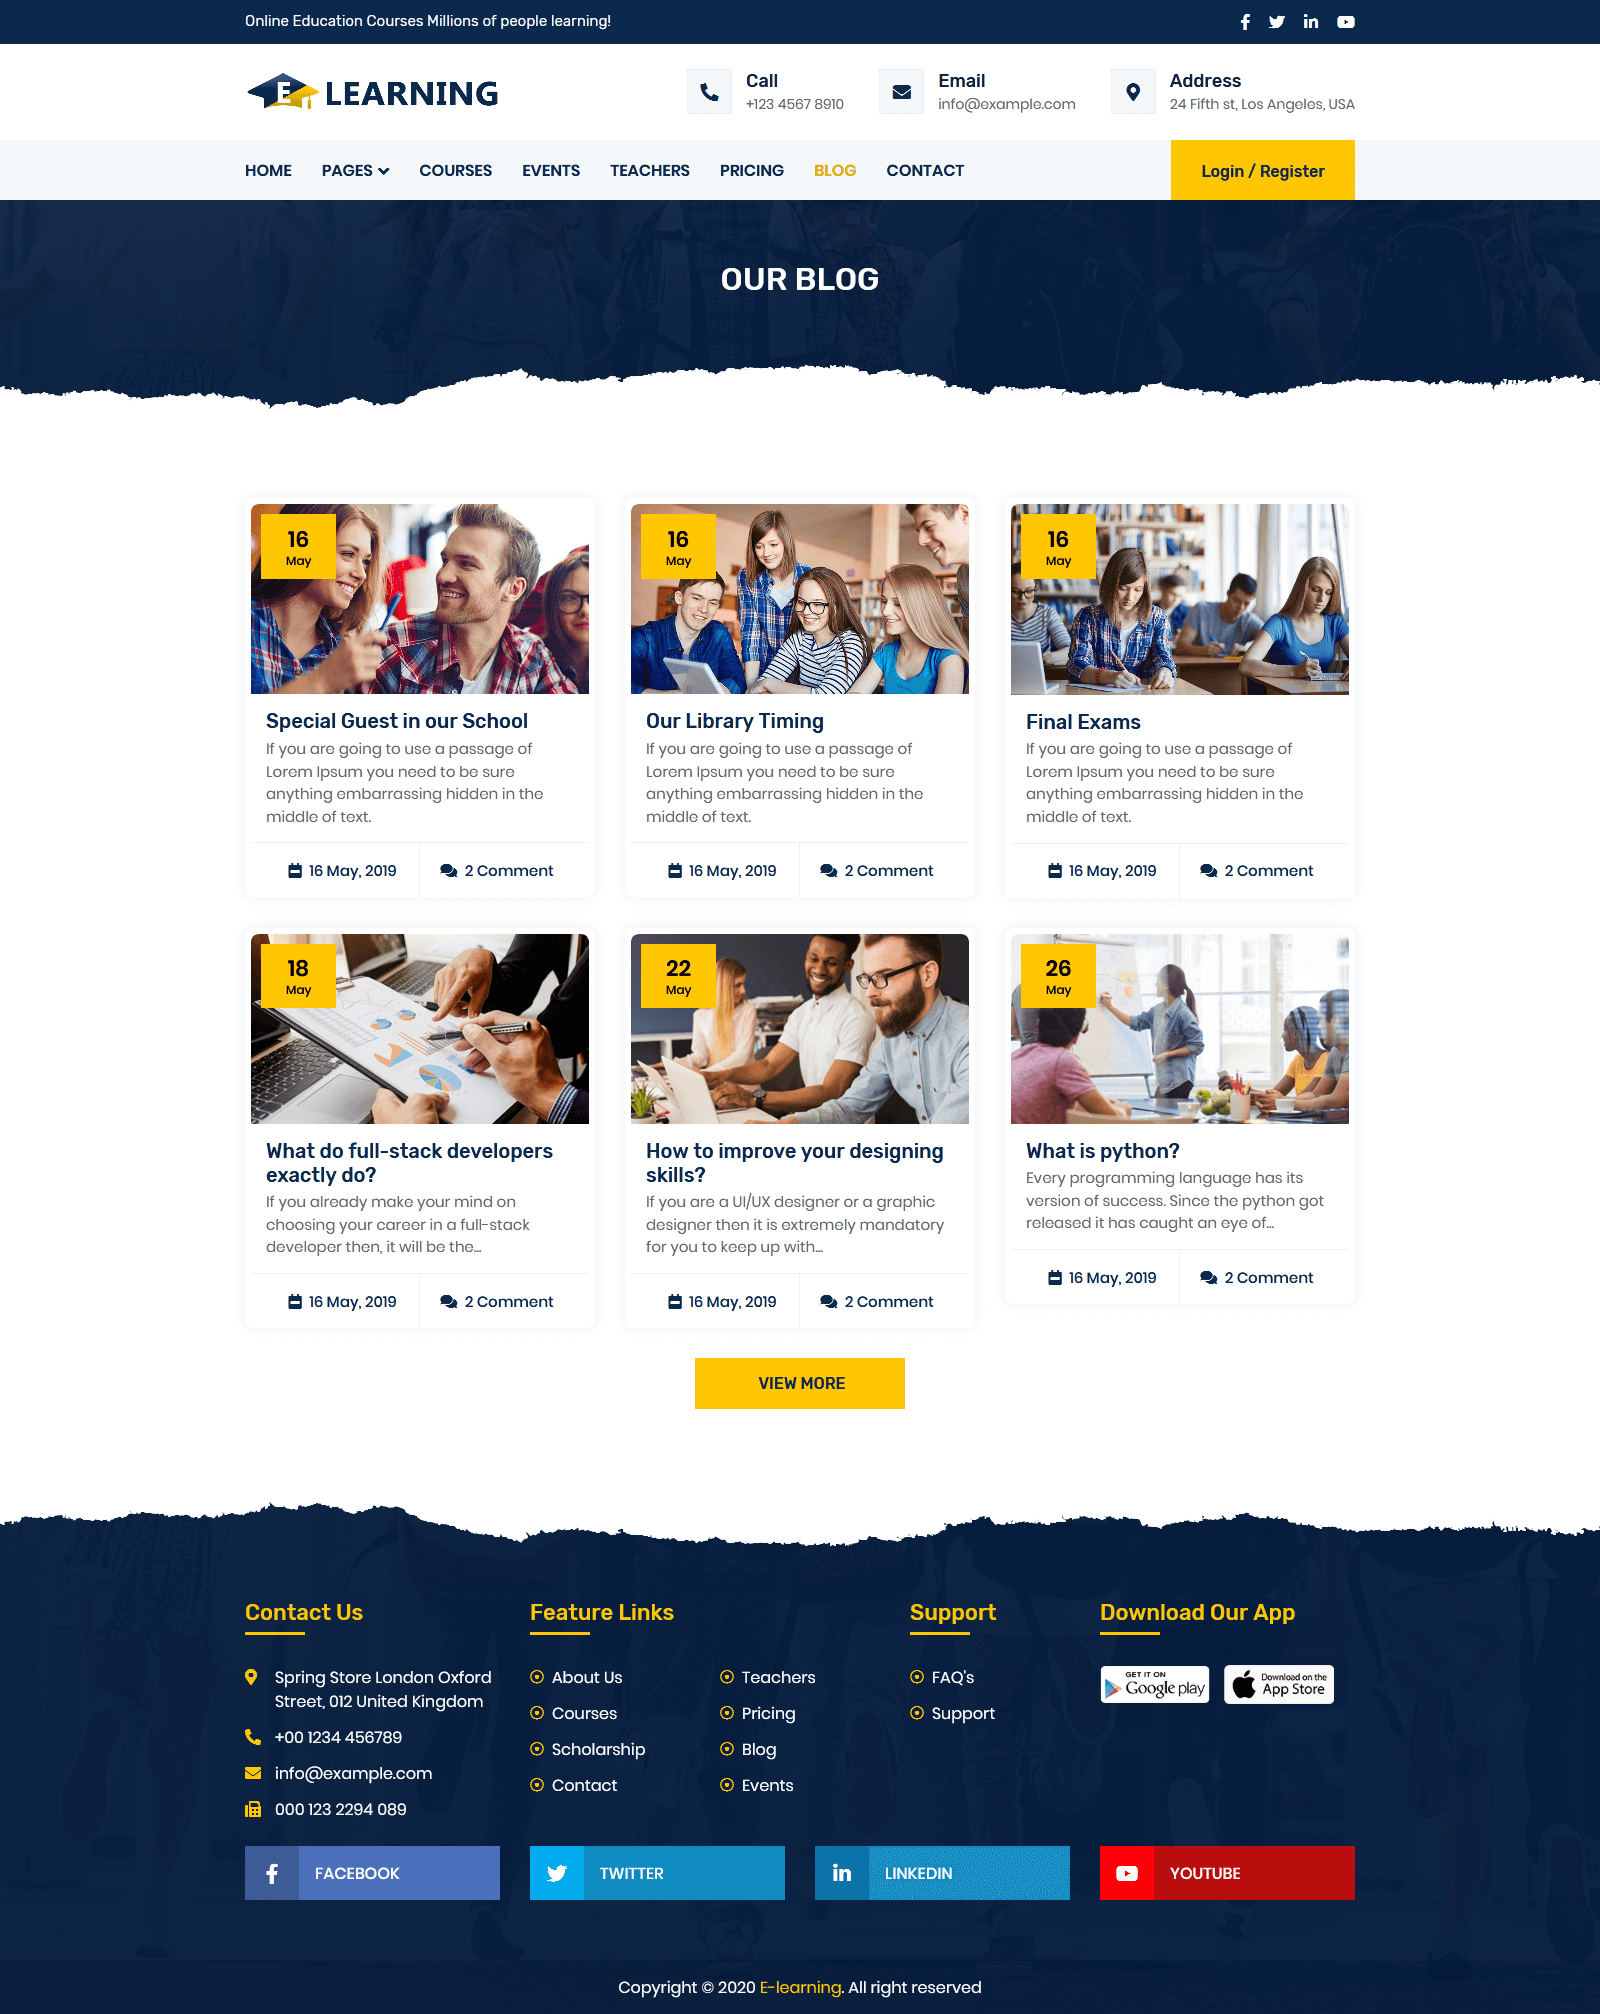 Online Education Courses Millions of people learning!
E LEARNING
Call
+123 4567 8910
Email
info@example.com
Address
24 Fifth st, Los Angeles, USA
HOME PAGES COURSES EVENTS TEACHERS PRICING BLOG CONTACT
Login / Register
OUR BLOG
16
May
Special Guest in our School
If you are going to use a passage of
Lorem Ipsum you need to be sure
anything embarrassing hidden in the
middle of text.
16 May, 2019 2 Comment
16
May
Our Library Timing
If you are going to use a passage of
Lorem Ipsum you need to be sure
anything embarrassing hidden in the
middle of text.
16 May, 2019 2 Comment
16
May
Final Exams
If you are going to use a passage of
Lorem Ipsum you need to be sure
anything embarrassing hidden in the
middle of text.
16 May, 2019 2 Comment
18
May
What do full-stack developers
exactly do?
If you already make your mind on
choosing your career in a full-stack
developer then, it will be the...
16 May, 2019 2 Comment
22
May
How to improve your designing
skills?
If you are a UI/UX designer or a graphic
designer then it is extremely mandatory
for you to keep up with...
16 May, 2019 2 Comment
26
May
What is python?
Every programming language has its
version of success. Since the python got
released it has caught an eye of...
16 May, 2019 2 Comment
VIEW MORE
Contact Us
Spring Store London Oxford
Street, 012 United Kingdom
+00 1234 456789
info@example.com
000 123 2294 089
Feature Links
About Us
Courses
Scholarship
Contact
Teachers
Pricing
Blog
Events
Support
FAQ's
Support
Download Our App
GET IT ON
Google play
Download on the
App Store
FACEBOOK
TWITTER
LINKEDIN
YOUTUBE
Copyright © 2020 E-learning. All right reserved